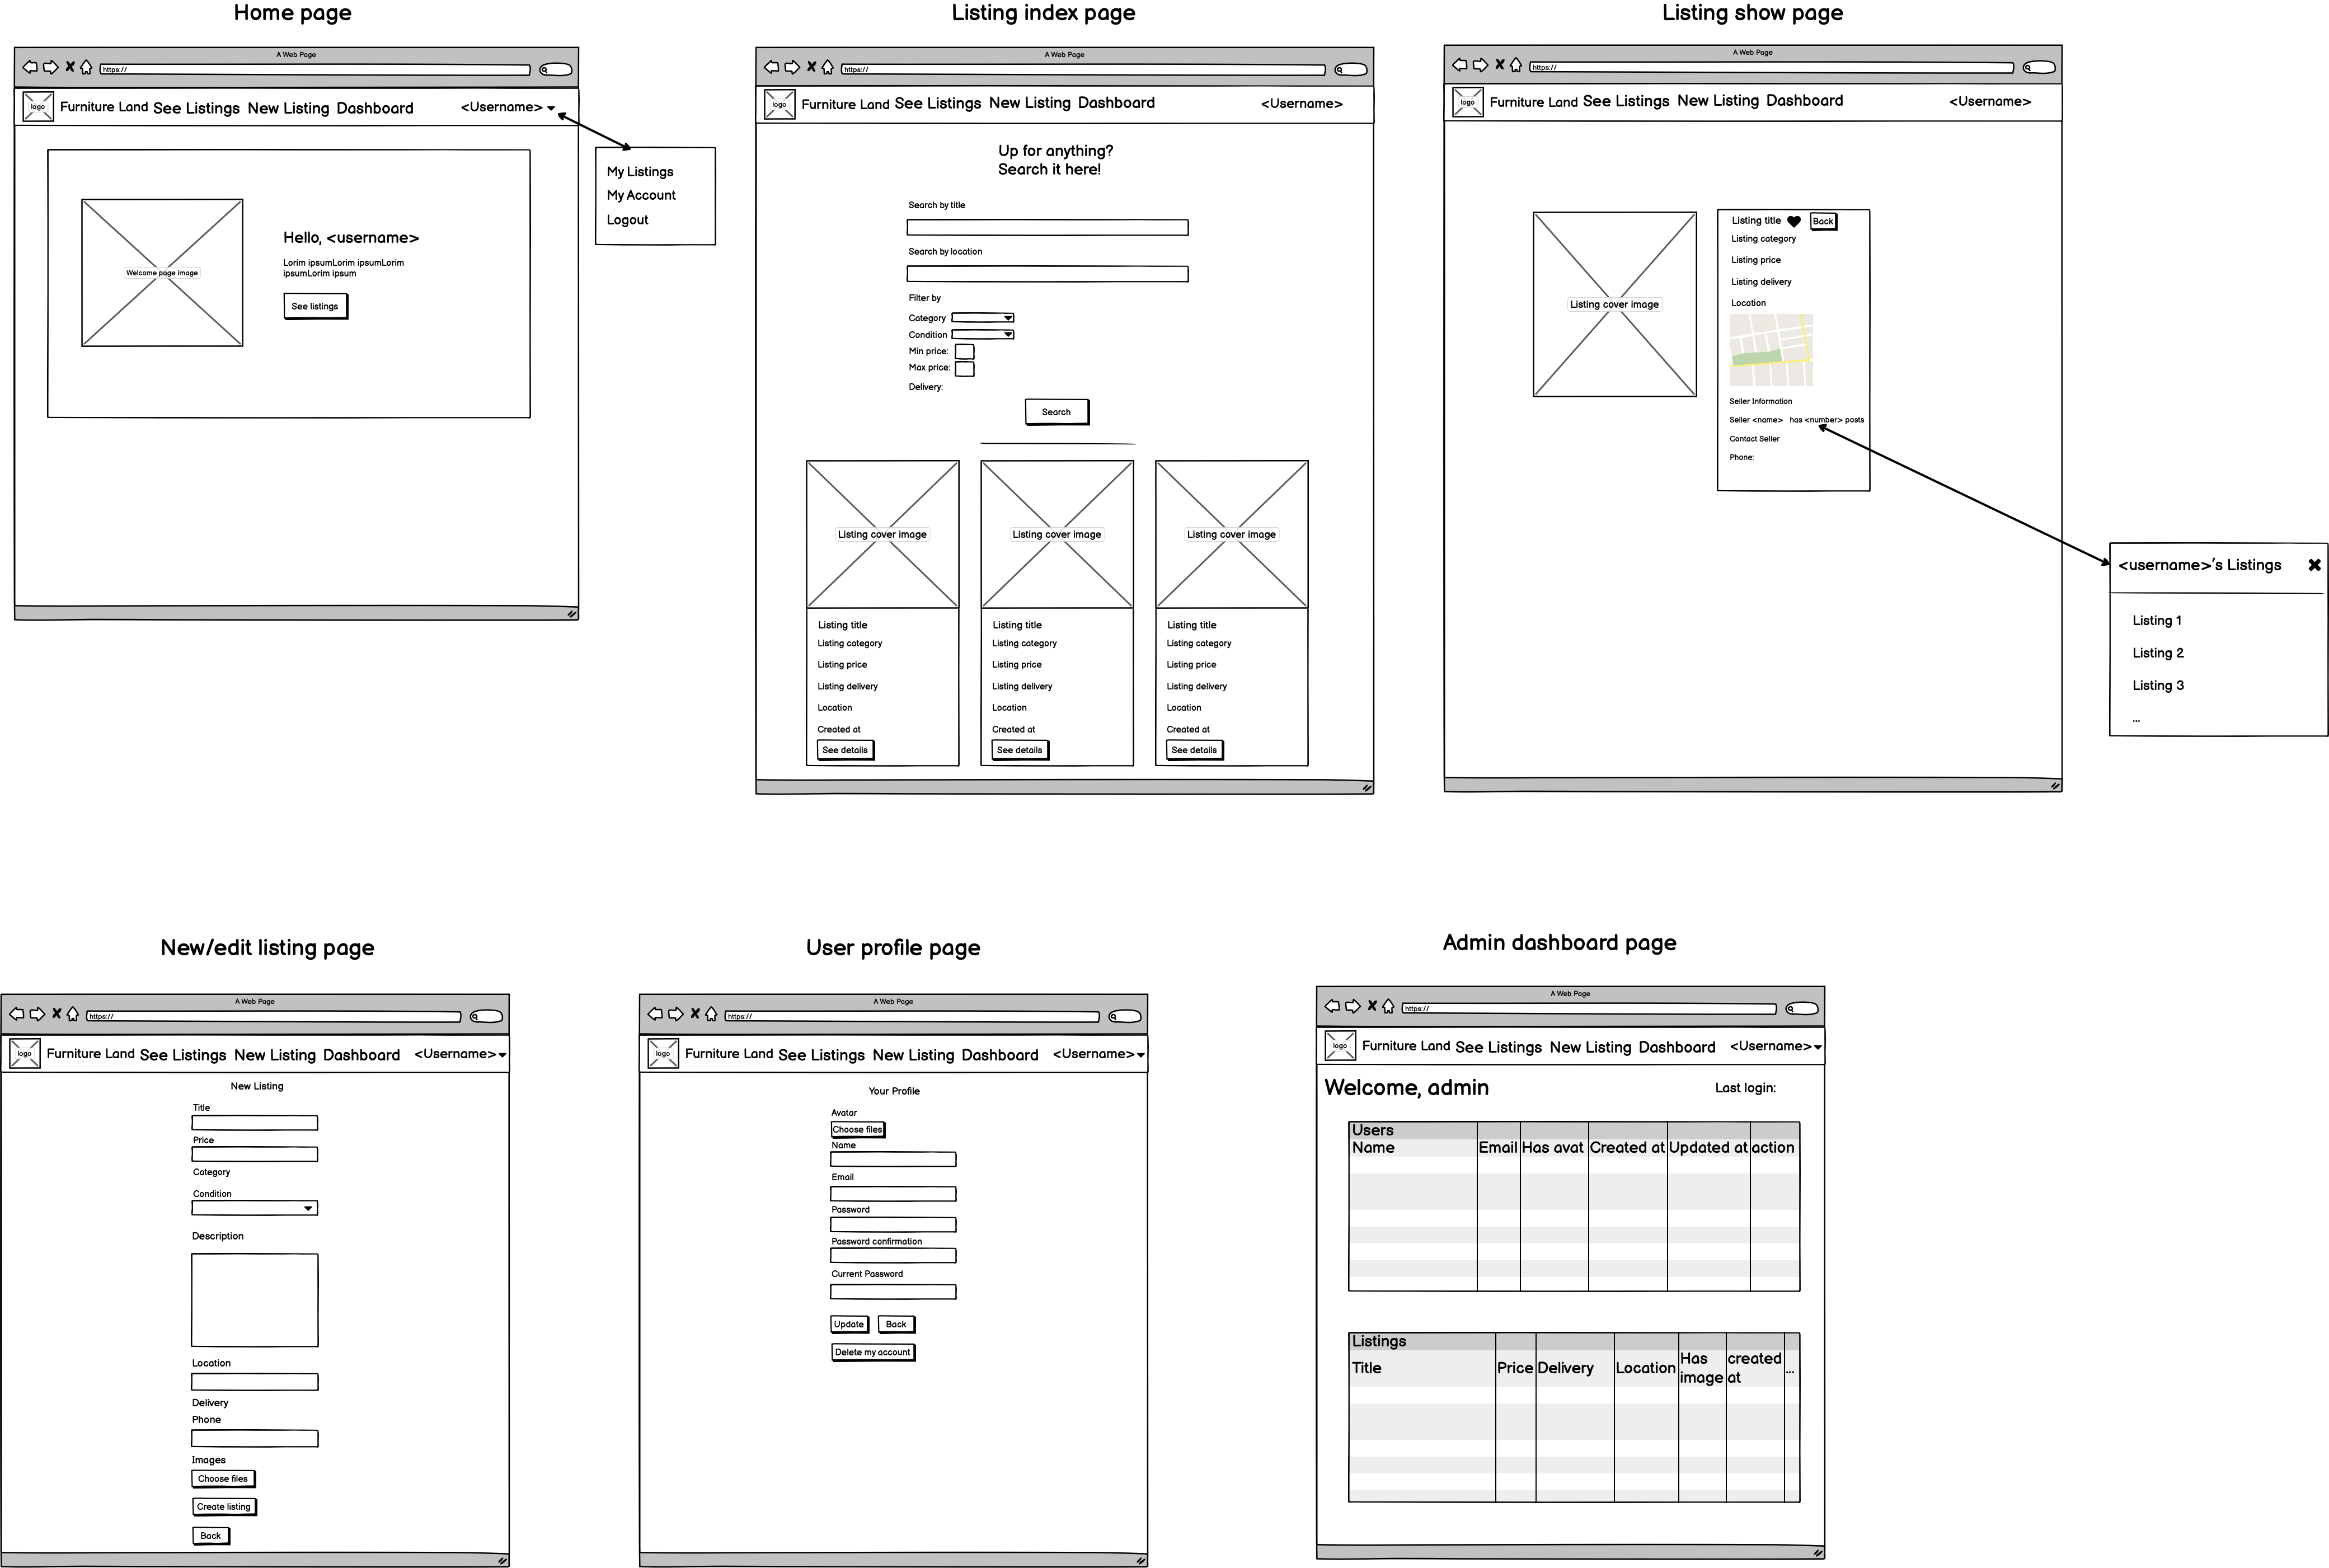 Home page
A Web Page
https://
logo
Furniture Land See Listings New Listing Dashboard
<Username>
My Listings
My Account
Logout
Welcome page image
Hello, <username>
Lorim ipsumLorim ipsumLorim
ipsumLorim ipsum
See listings
Listing index page
A Web Page
https://
logo
Furniture Land See Listings New Listing Dashboard
<Username>
Up for anything?
Search it here!
Search by title
Search by location
Filter by
Category
Condition
Min price:
Max price:
Delivery:
Search
Listing cover image
Listing title
Listing category
Listing price
Listing delivery
Location
Created at
See details
Listing cover image
Listing title
Listing category
Listing price
Listing delivery
Location
Created at
See details
Listing cover image
Listing title
Listing category
Listing price
Listing delivery
Location
Created at
See details
Listing show page
A Web Page
https://
logo
Furniture Land See Listings New Listing Dashboard
<Username>
Listing cover image
Listing title
Back
Listing category
Listing price
Listing delivery
Location
Seller Information
Seller <name> has <number> posts
Contact Seller
Phone:
<username>'s Listings
Listing 1
Listing 2
Listing 3
...
New/edit listing page
A Web Page
https://
logo
Furniture Land See Listings New Listing Dashboard
<Username>
New Listing
Title
Price
Category
Condition
Description
Location
Delivery
Phone
Images
Choose files
Create listing
Back
User profile page
A Web Page
https://
logo
Furniture Land See Listings New Listing Dashboard
<Username>
Your Profile
Avatar
Choose files
Name
Email
Password
Password confirmation
Current Password
Update
Back
Delete my account
Admin dashboard page
A Web Page
https://
logo
Furniture Land See Listings New Listing Dashboard
<Username>
Welcome, admin
Last login:
Users
Name Email Has avat Created at Updated at action
Listings
Title Price Delivery Location Has image created at ...